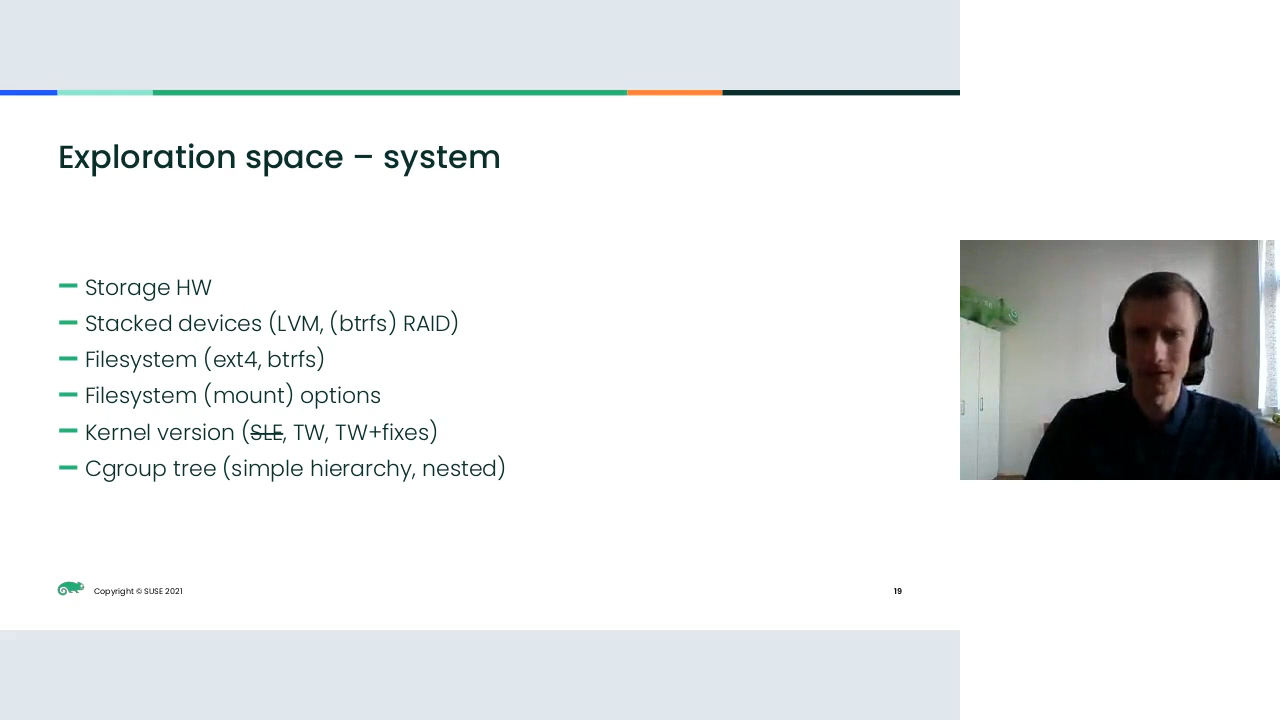 Exploration space – system
Storage HW
Stacked devices (LVM, (btrfs) RAID)
Filesystem (ext4, btrfs)
Filesystem (mount) options
Kernel version (SLE, TW, TW+fixes)
Cgroup tree (simple hierarchy, nested)
Copyright © SUSE 2021
19